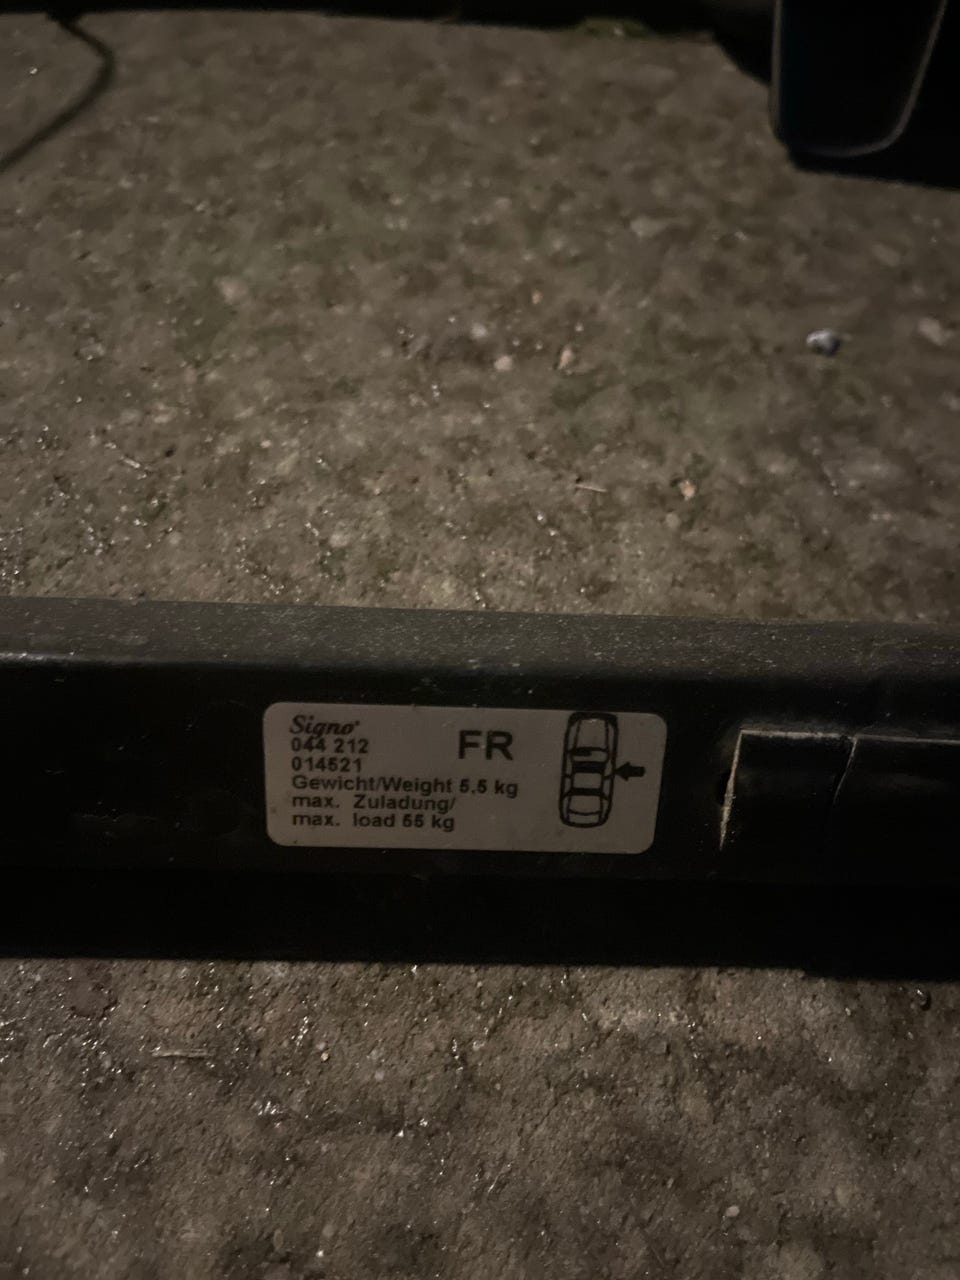 Signo®
044 212
014521
FR
Gewicht/Weight 5,5 kg
max. Zuladung/
max. load 55 kg